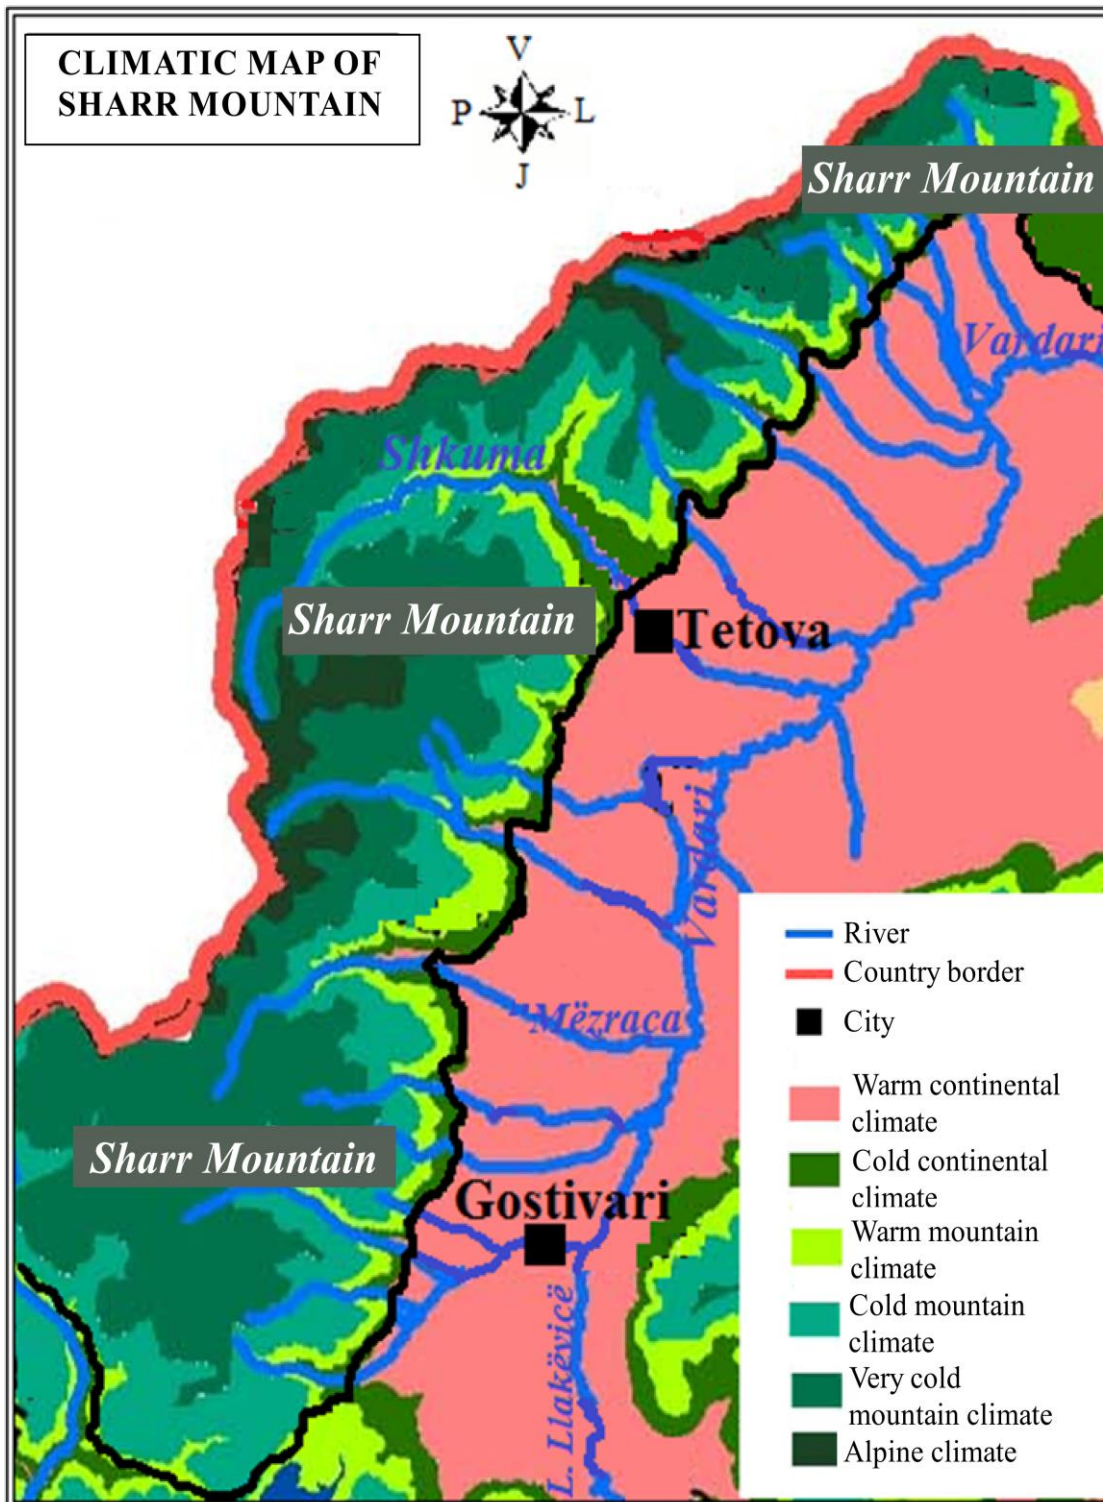 CLIMATIC MAP OF
SHARR MOUNTAIN
V
P
L
J
Sharr Mountain
Vardari
Shkuma
Sharr Mountain
Tetova
Vardari
"Mëzraca
Sharr Mountain
Gostivari
L. Llakëvicë
River
Country border
City
Warm continental
climate
Cold continental
climate
Warm mountain
climate
Cold mountain
climate
Very cold
mountain climate
Alpine climate